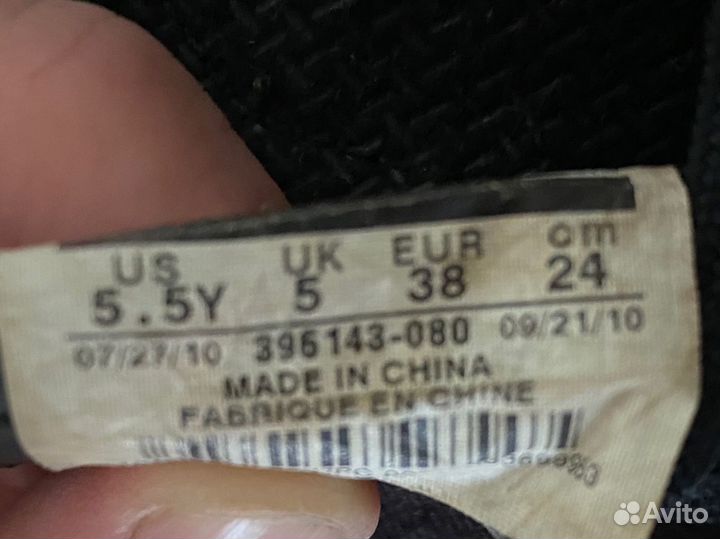 US UK EUR cm
5.5Y 5 38 24
07/27/10 396143-080 09/21/10
MADE IN CHINA
FABRIQUE EN CHINE
Avito